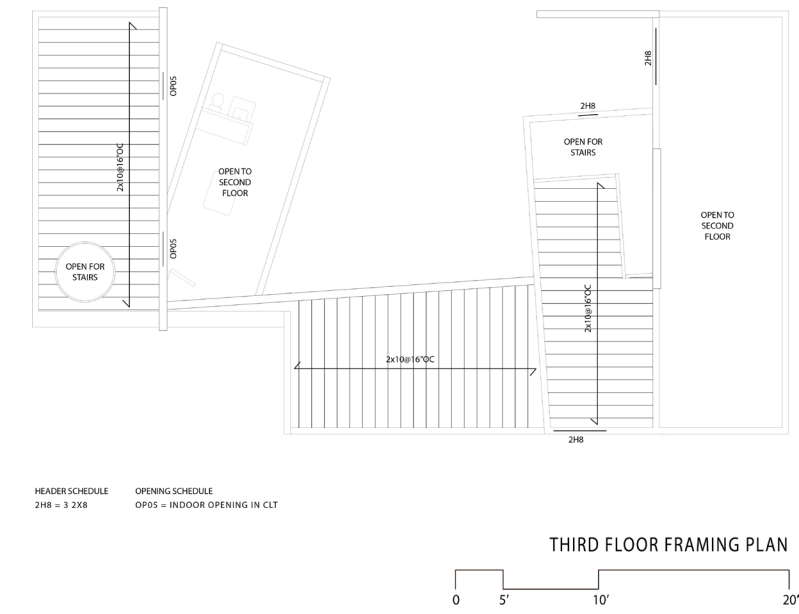 2H8
OP05
2H8
OPEN FOR
STAIRS
2x10@16"OC
OPEN TO
SECOND
FLOOR
OPEN TO
SECOND
FLOOR
OP05
OPEN FOR
STAIRS
2x10@16"OC
2x10@16"OC
2H8
HEADER SCHEDULE
2H8 = 3 2X8
OPENING SCHEDULE
OP05 = INDOOR OPENING IN CLT
THIRD FLOOR FRAMING PLAN
0 5' 10' 20'